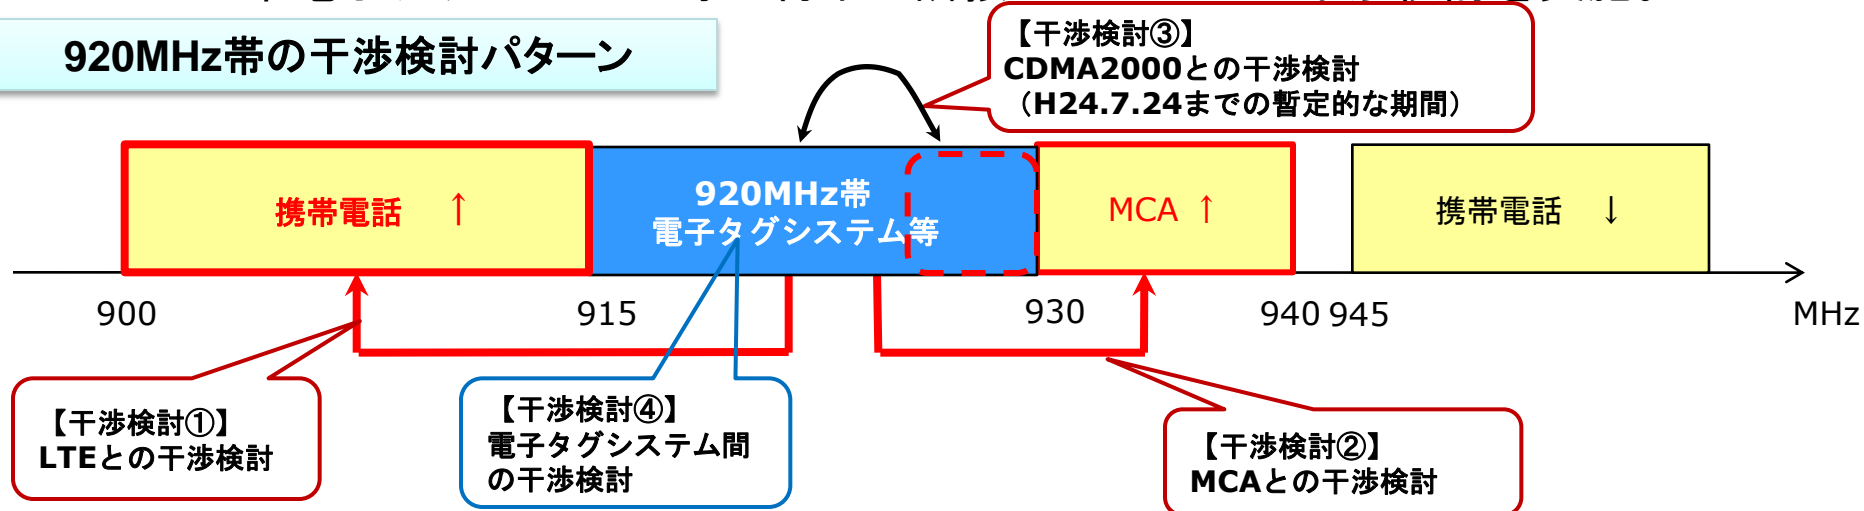 920MHz帯の干渉検討パターン
【干渉検討③】
CDMA2000との干渉検討
（H24.7.24までの暫定的な期間）
携帯電話　↑
920MHz帯
電子タグシステム等
MCA ↑
携帯電話　↓
900
915
930
940
945
MHz
【干渉検討①】
LTEとの干渉検討
【干渉検討④】
電子タグシステム間
の干渉検討
【干渉検討②】
MCAとの干渉検討